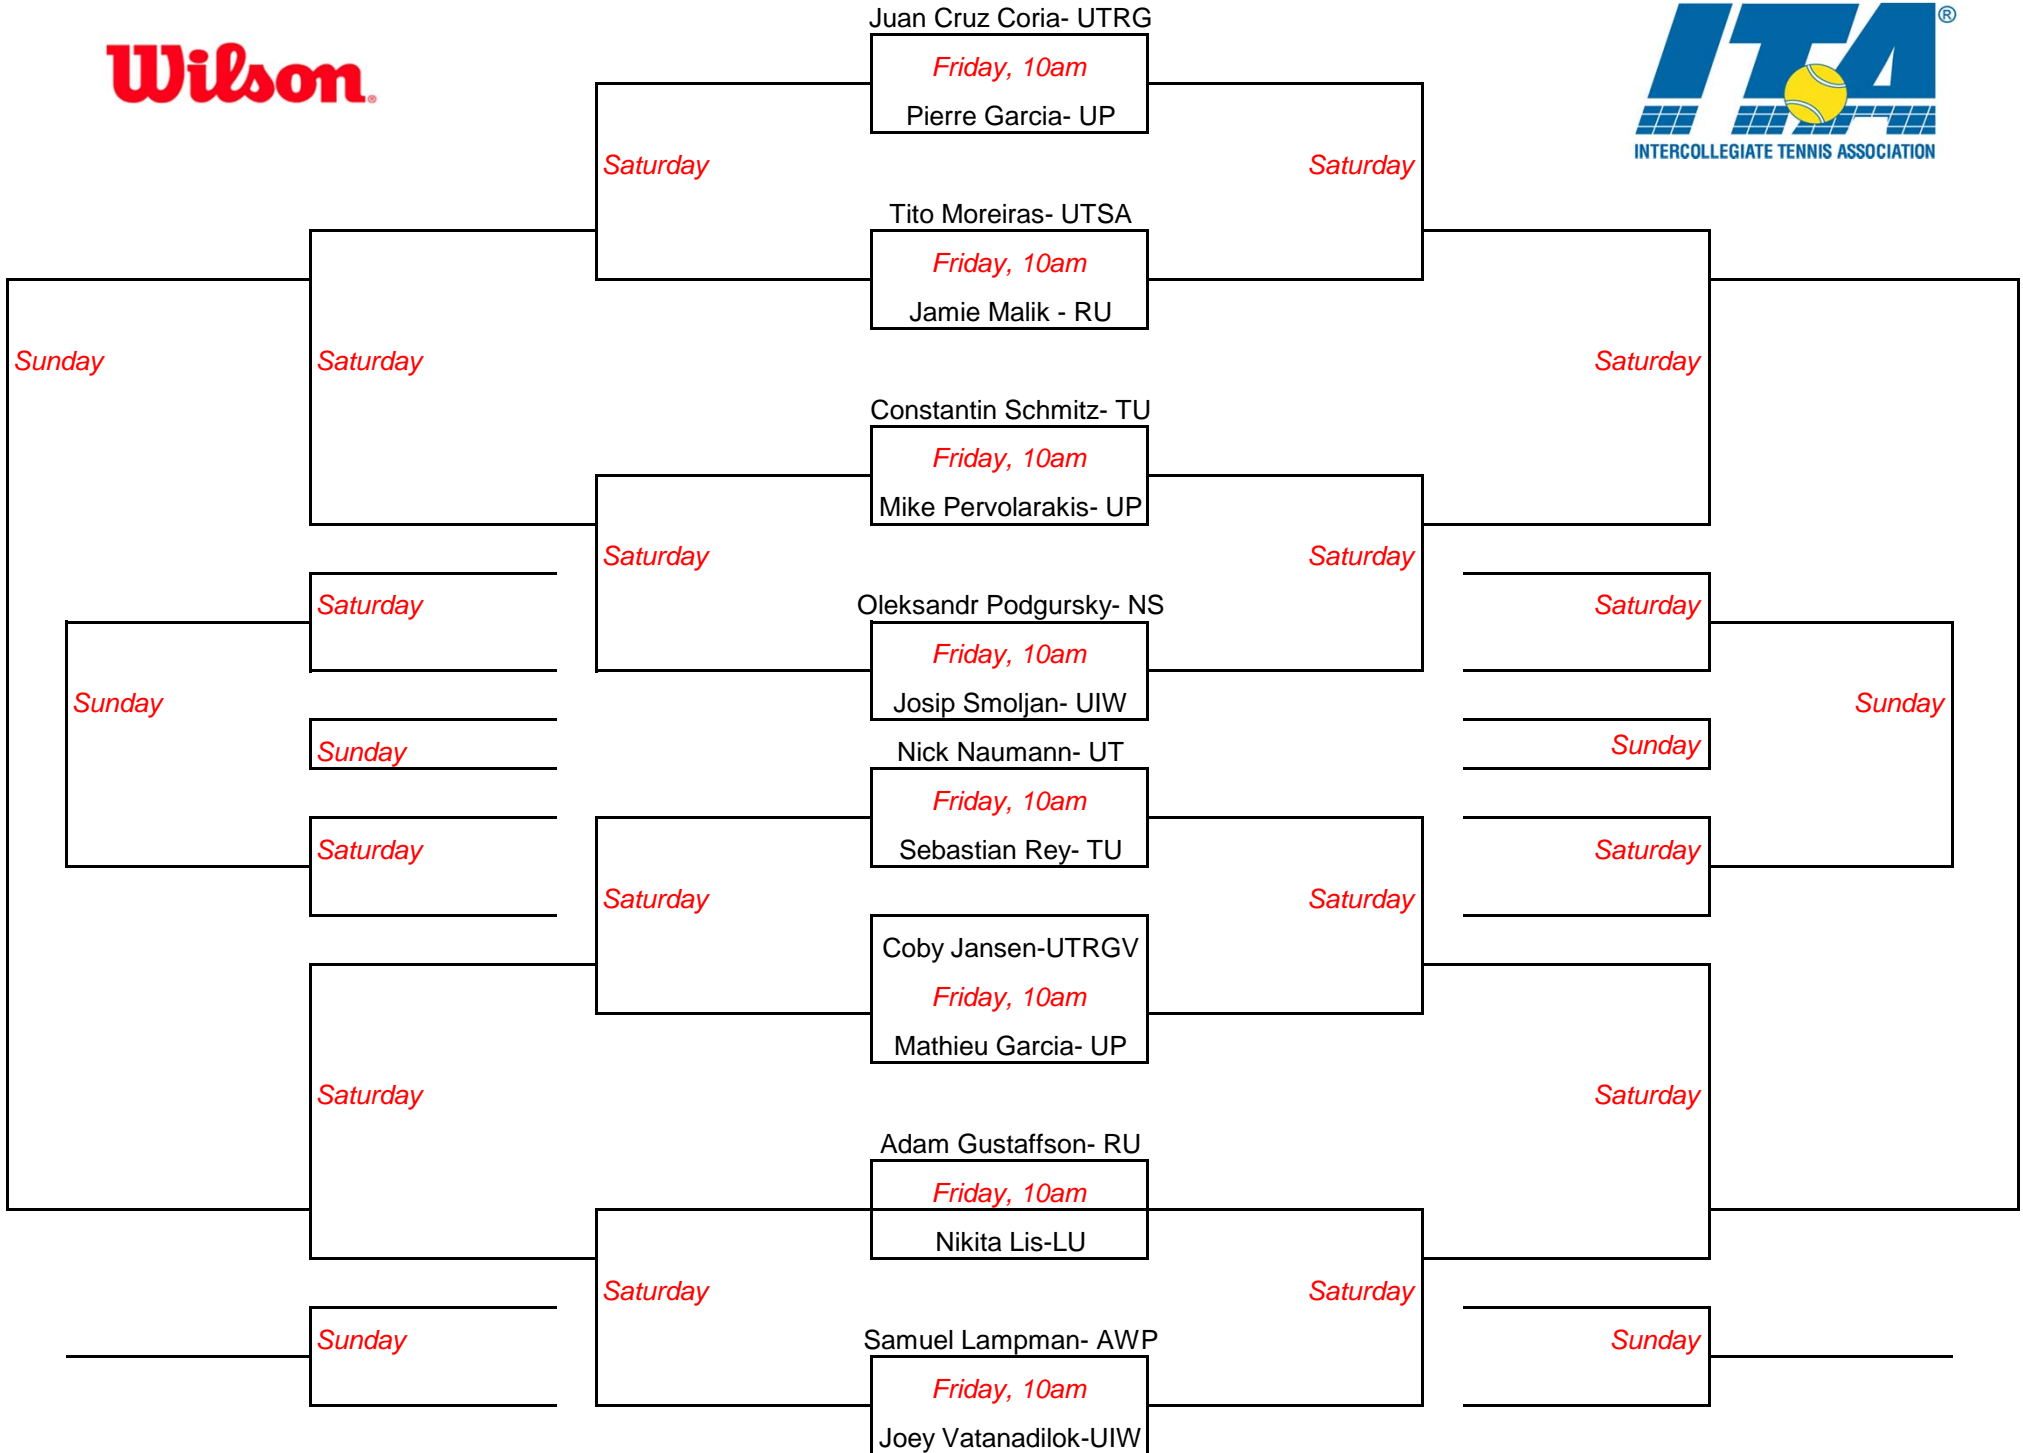 Juan Cruz Coria- UTRG
Wilson.
®
Friday, 10am
Pierre Garcia- UP
INTERCOLLEGIATE TENNIS ASSOCIATION
ITA
Saturday
Saturday
Tito Moreiras- UTSA
Friday, 10am
Jamie Malik - RU
Sunday
Saturday
Saturday
Constantin Schmitz- TU
Friday, 10am
Mike Pervolarakis- UP
Saturday
Saturday
Saturday
Oleksandr Podgursky- NS
Saturday
Friday, 10am
Sunday
Josip Smoljan- UIW
Sunday
Sunday
Nick Naumann- UT
Sunday
Friday, 10am
Saturday
Sebastian Rey- TU
Saturday
Saturday
Saturday
Coby Jansen-UTRGV
Friday, 10am
Mathieu Garcia- UP
Saturday
Saturday
Adam Gustaffson- RU
Friday, 10am
Nikita Lis-LU
Saturday
Saturday
Sunday
Samuel Lampman- AWP
Sunday
Friday, 10am
Joey Vatanadilok-UIW